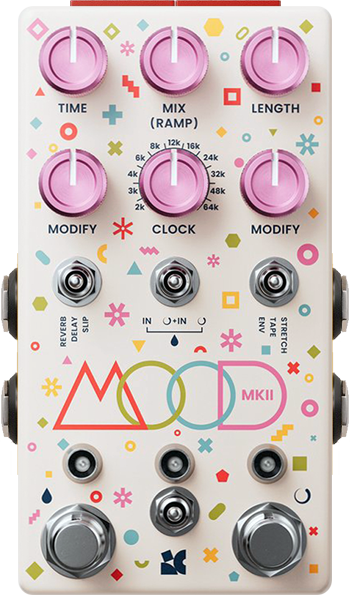 TIME
MIX
(RAMP)
LENGTH
8k 12k 16k
6k 24k
4k 32k
3k 48k
2k 64k
MODIFY
CLOCK
MODIFY
REVERB
DELAY
SLIP
IN +IN
STRETCH
TAPE
ENV
MOOD
MKII